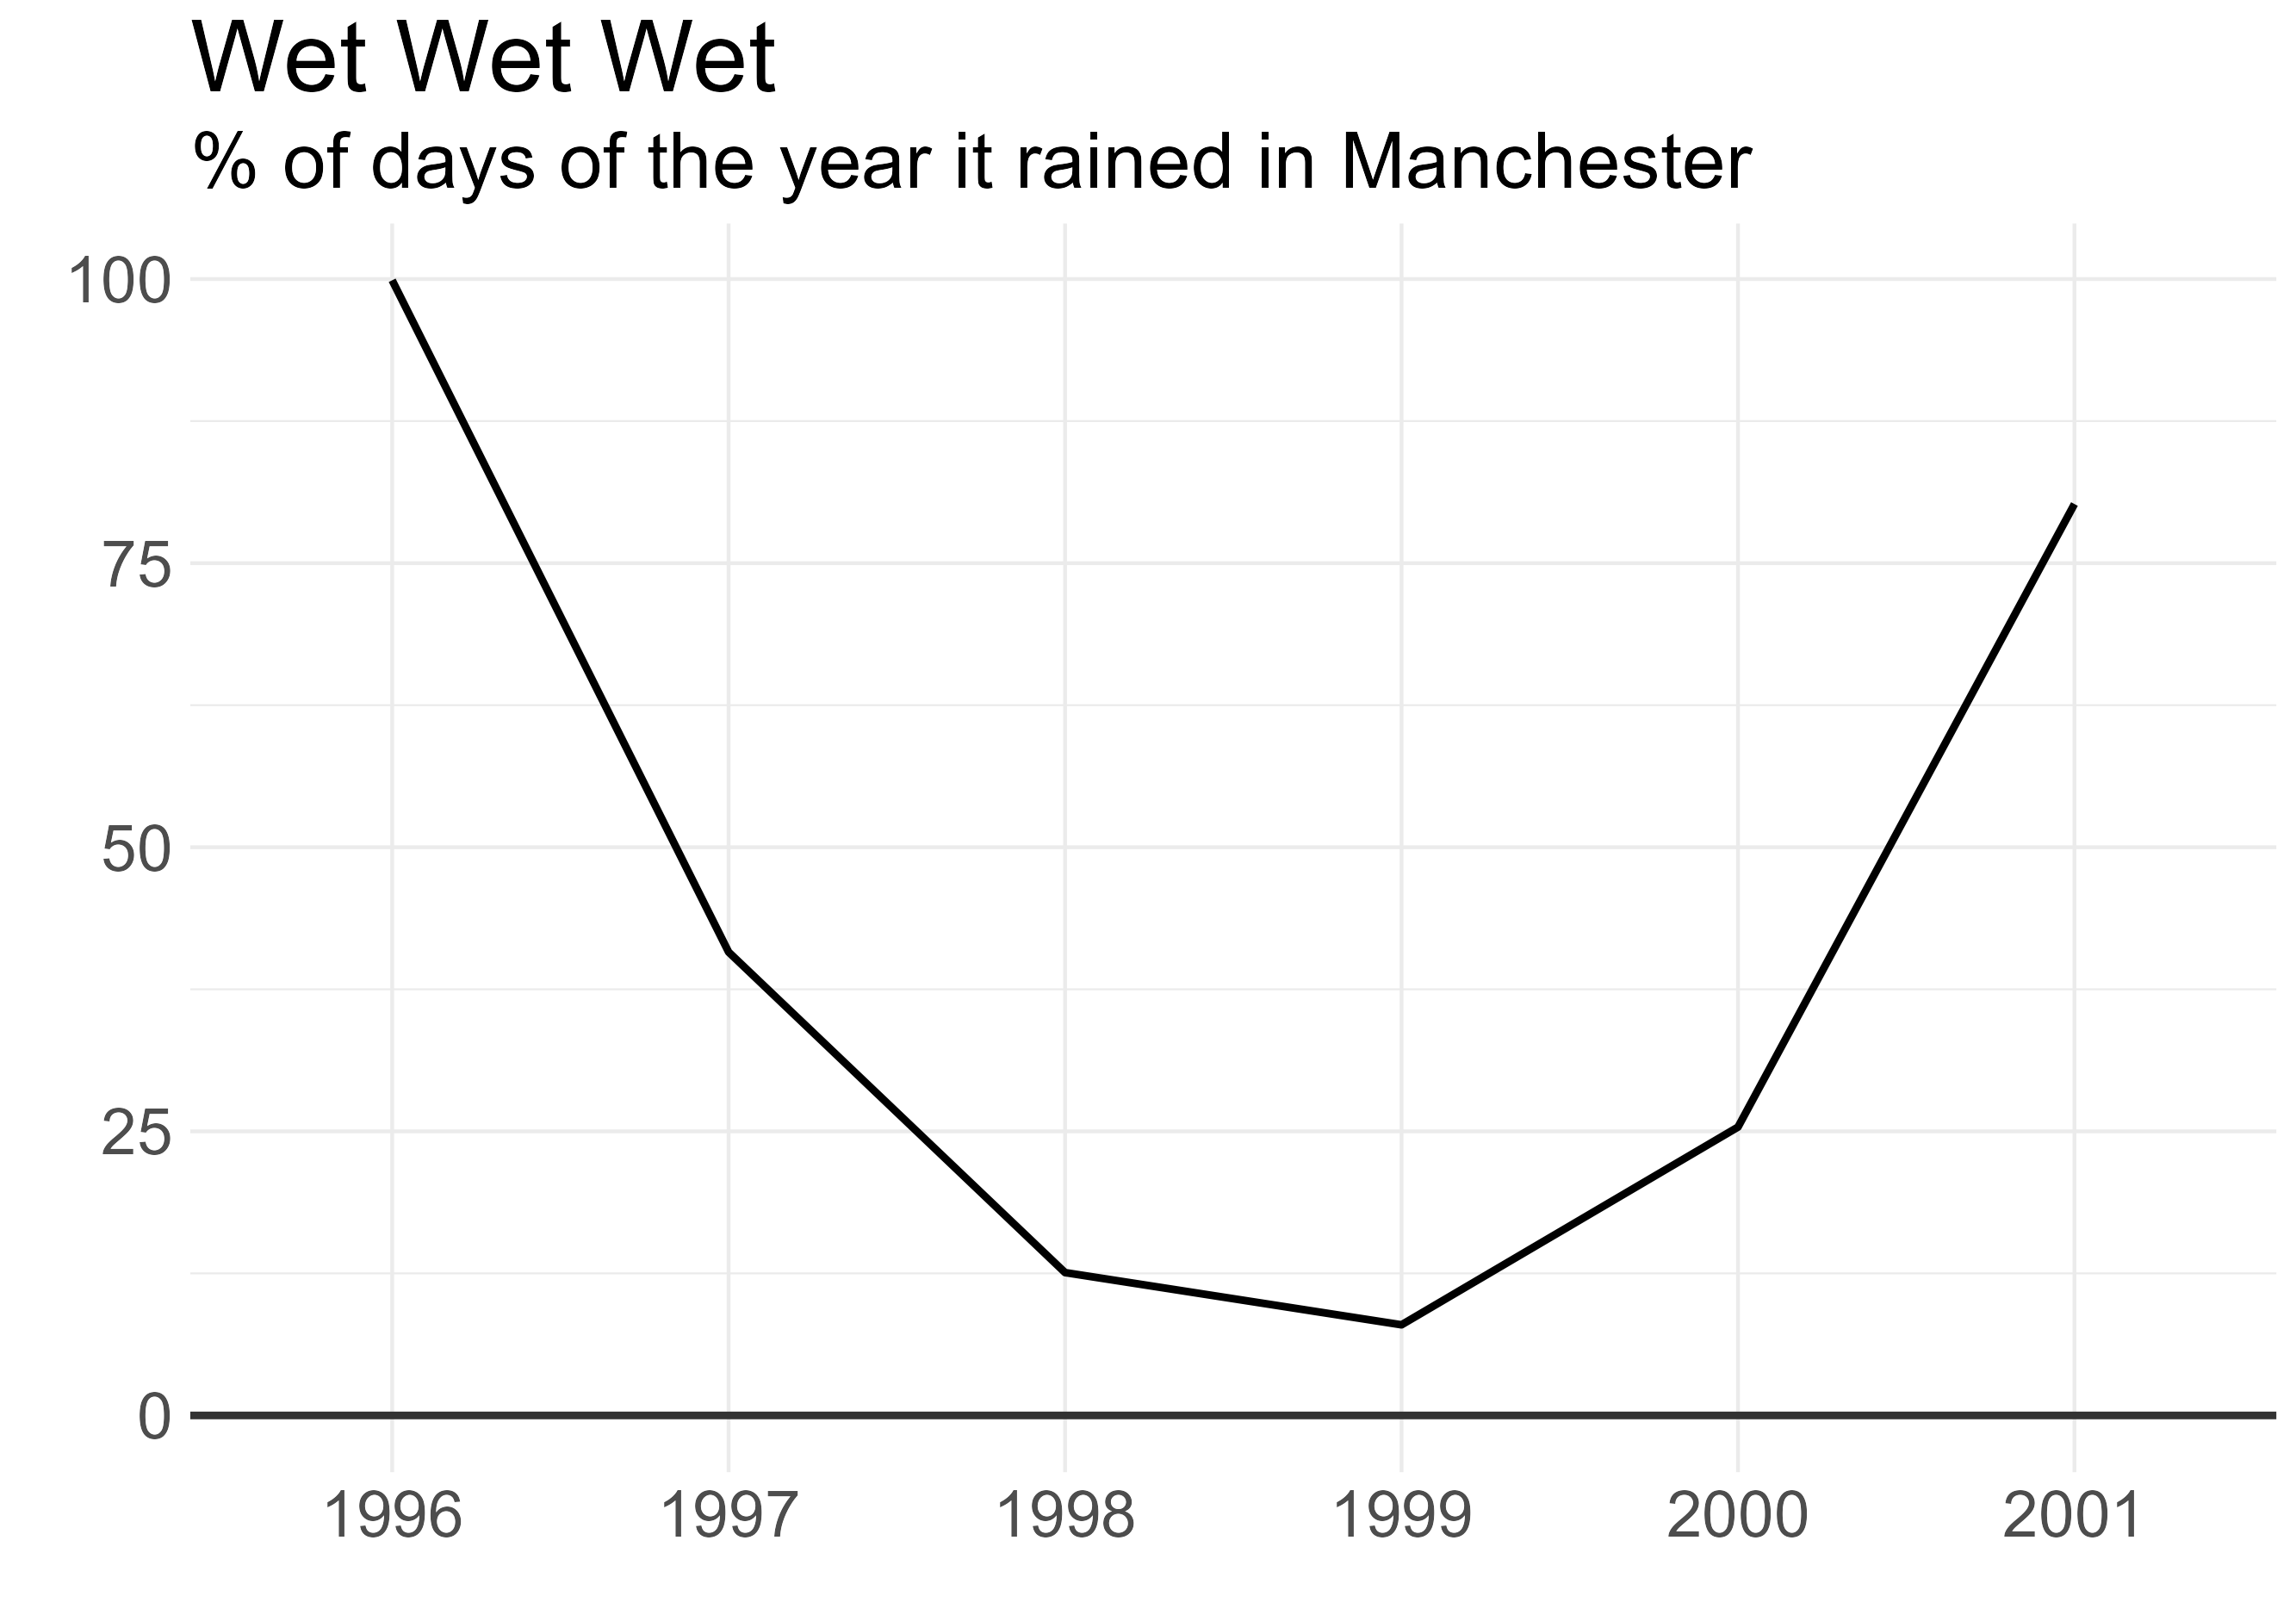 Wet Wet Wet
% of days of the year it rained in Manchester
100
75
50
25
0
1996 1997 1998 1999 2000 2001